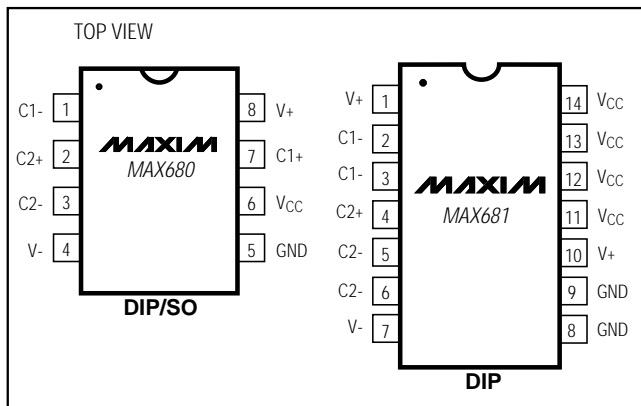 TOP VIEW
C1- 1
C2+ 2
C2- 3
V- 4
8 V+
7 C1+
6 VCC
5 GND
MAXIM
MAX680
DIP/SO
V+ 1
C1- 2
C1- 3
C2+ 4
C2- 5
C2- 6
V- 7
14 VCC
13 VCC
12 VCC
11 VCC
10 V+
9 GND
8 GND
MAXIM
MAX681
DIP